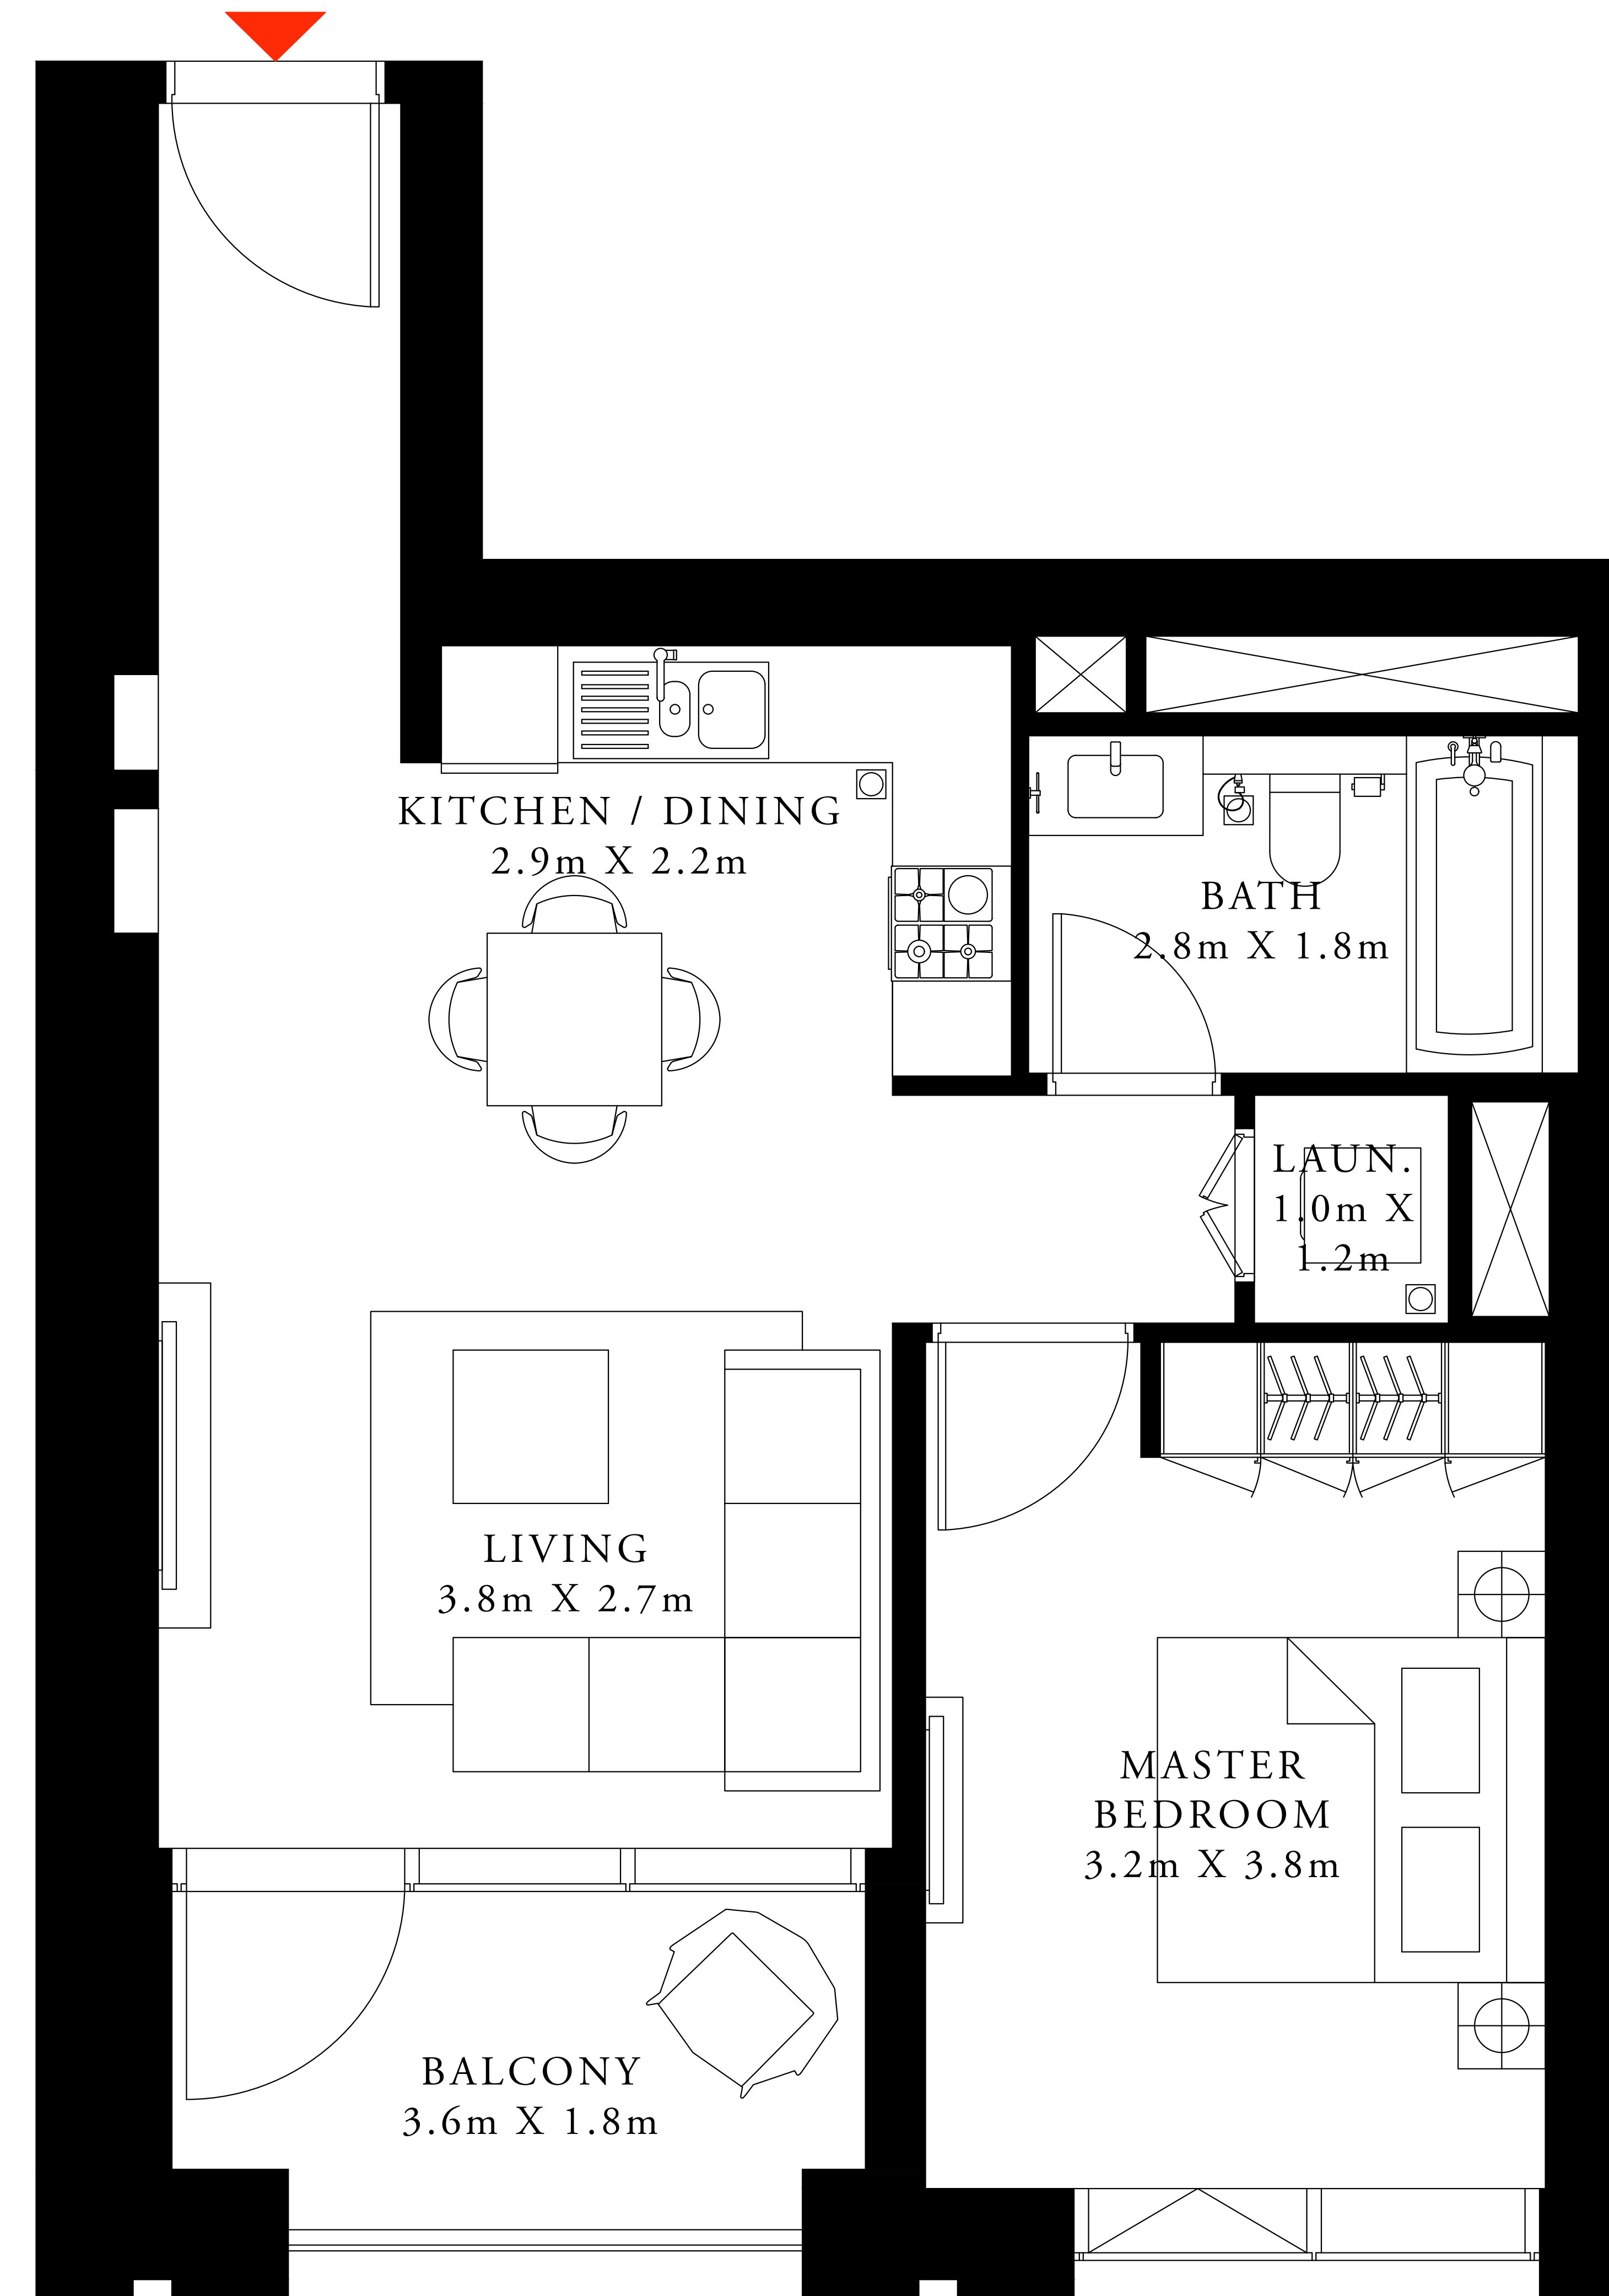 KITCHEN / DINING
2.9m X 2.2m
BATH
2.8m X 1.8m
LAUN.
1.0m X
1.2m
LIVING
3.8m X 2.7m
MASTER
BEDROOM
3.2m X 3.8m
BALCONY
3.6m X 1.8m